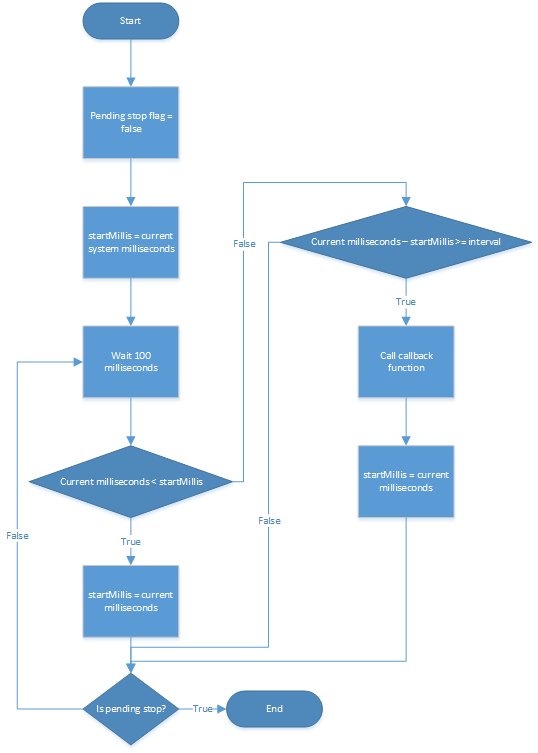 Start
Pending stop flag =
false
startMillis = current
system milliseconds
Wait 100
milliseconds
Current milliseconds < startMillis
True
startMillis = current
milliseconds
Is pending stop?
True
End
False
False
Current milliseconds – startMillis >= interval
True
Call callback
function
startMillis = current
milliseconds
False